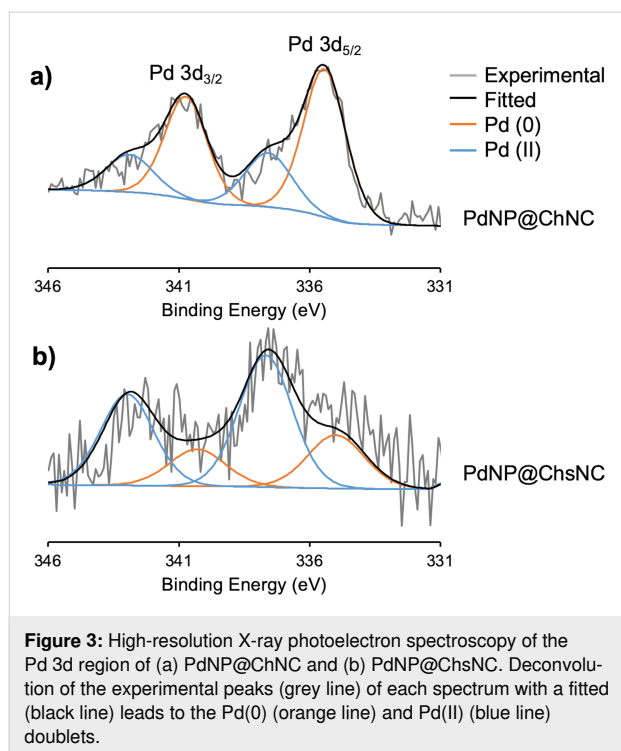 a)
Pd 3d3/2
Pd 3d5/2
Experimental
Fitted
Pd (0)
Pd (II)
PdNP@ChNC
346 341 336 331
Binding Energy (eV)
b)
PdNP@ChsNC
346 341 336 331
Binding Energy (eV)
Figure 3: High-resolution X-ray photoelectron spectroscopy of the
Pd 3d region of (a) PdNP@ChNC and (b) PdNP@ChsNC. Deconvolu-
tion of the experimental peaks (grey line) of each spectrum with a fitted
(black line) leads to the Pd(0) (orange line) and Pd(II) (blue line)
doublets.